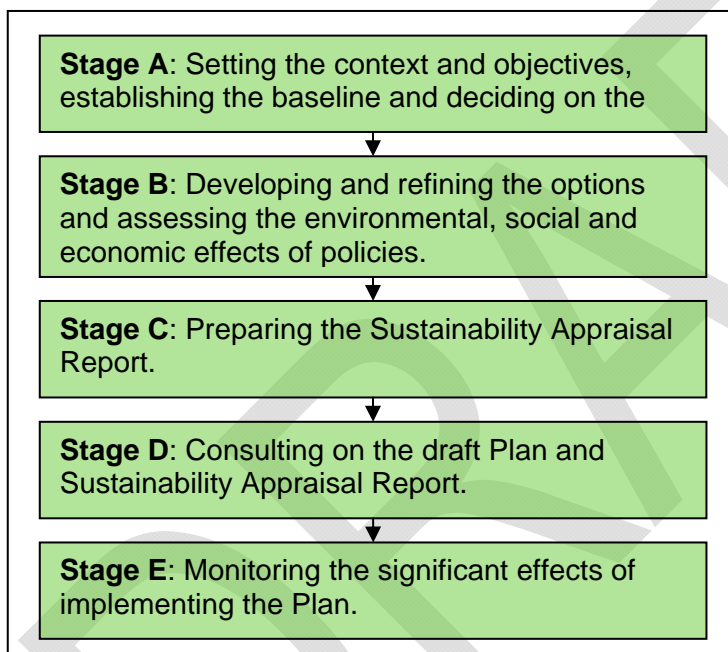 Stage A: Setting the context and objectives,
establishing the baseline and deciding on the
Stage B: Developing and refining the options
and assessing the environmental, social and
economic effects of policies.
Stage C: Preparing the Sustainability Appraisal
Report.
Stage D: Consulting on the draft Plan and
Sustainability Appraisal Report.
Stage E: Monitoring the significant effects of
implementing the Plan.